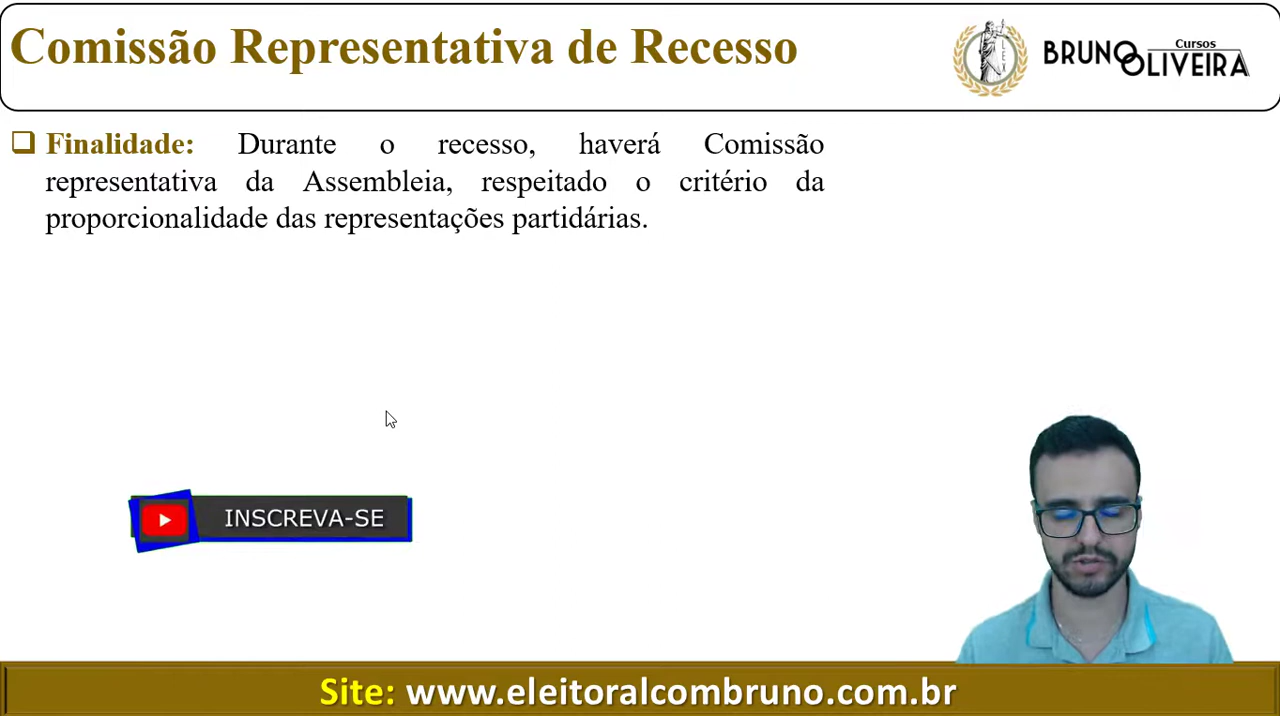 Comissão Representativa de Recesso
Cursos
BRUNO OLIVEIRA
LEX
Finalidade: Durante o recesso, haverá Comissão
representativa da Assembleia, respeitado o critério da
proporcionalidade das representações partidárias.
INSCREVA-SE
Site: www.eleitoralcombruno.com.br